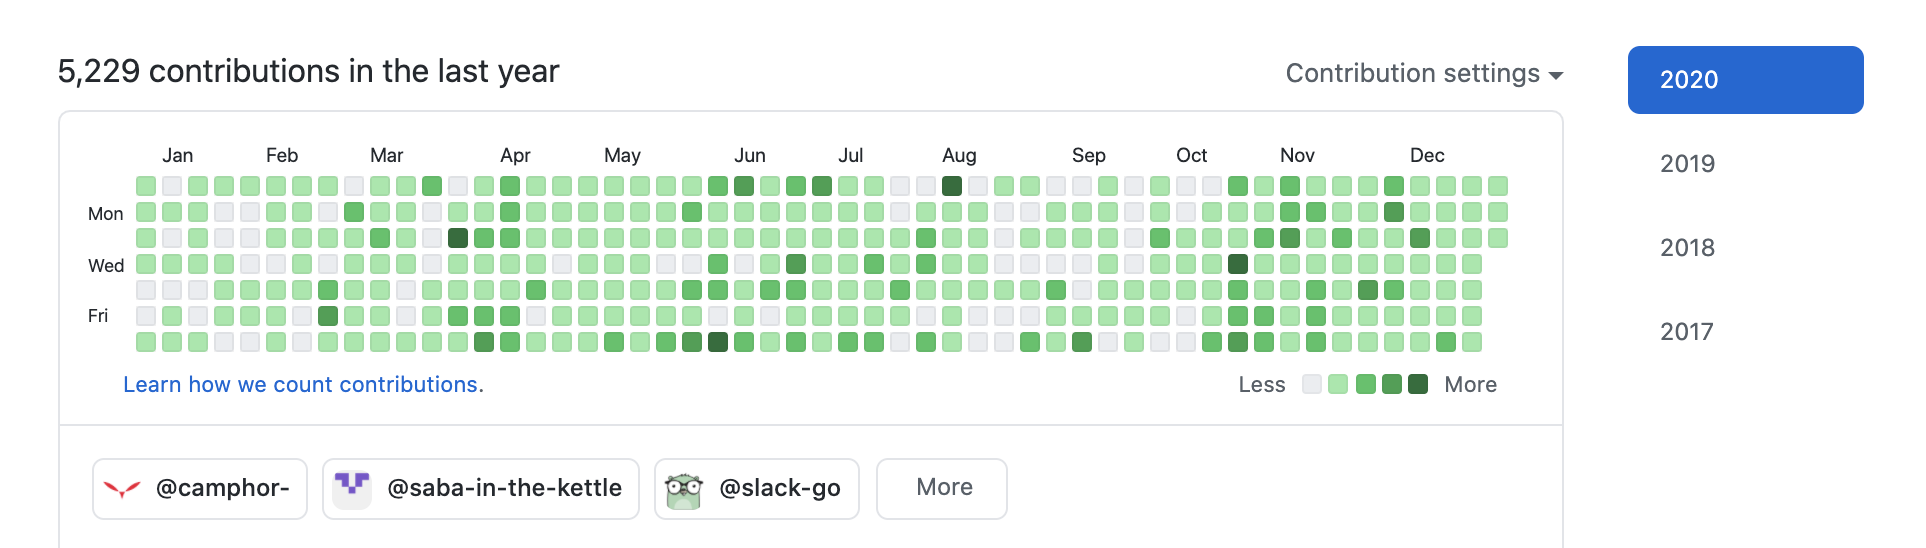 5,229 contributions in the last year
Contribution settings
2020
2019
2018
2017
Jan Feb Mar Apr May Jun Jul Aug Sep Oct Nov Dec
Mon
Wed
Fri
Learn how we count contributions.
Less More
@camphor- @saba-in-the-kettle @slack-go More